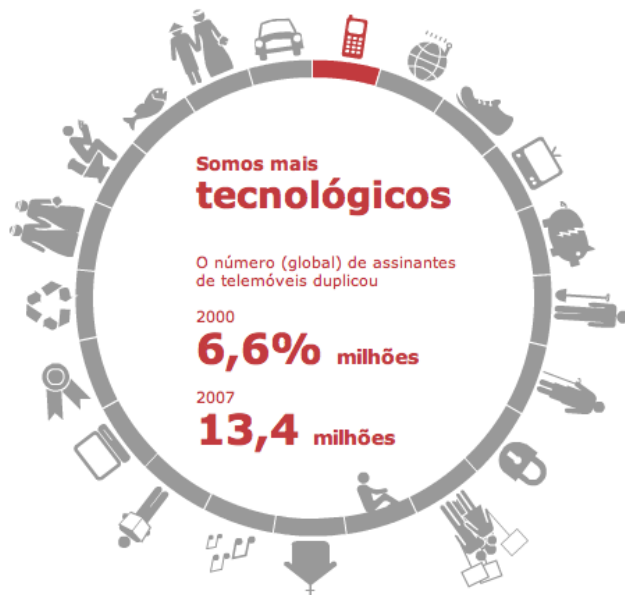 Somos mais
tecnológicos
O número (global) de assinantes
de telemóveis duplicou
2000
6,6% milhões
2007
13,4 milhões